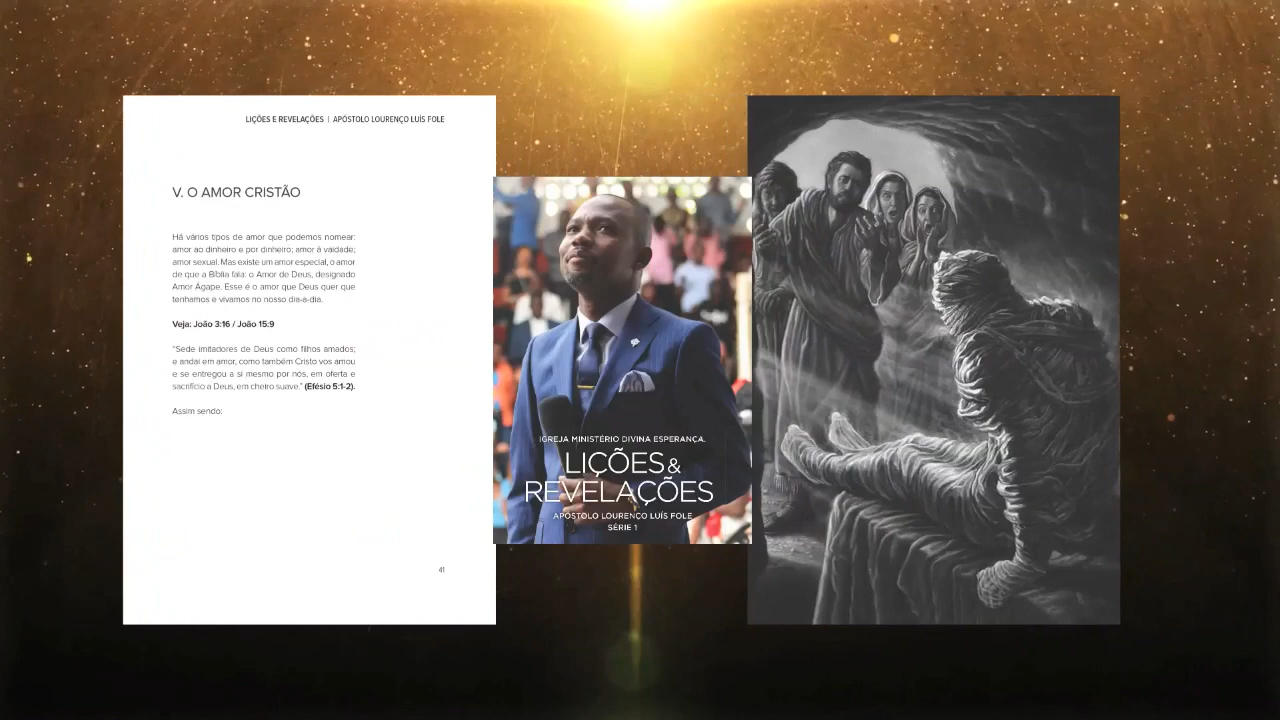 LIÇÕES E REVELAÇÕES | APÓSTOLO LOURENÇO LUÍS FOLE
V. O AMOR CRISTÃO
Há vários tipos de amor que podemos nomear:
amor ao dinheiro e por dinheiro; amor à vaidade;
amor sexual. Mas existe um amor especial, o amor
de que a Bíblia fala: o Amor de Deus, designado
Amor Ágape. Esse é o amor que Deus quer que
tenhamos e vivamos no nosso dia-a-dia.
Veja: João 3:16 / João 15:9
"Sede imitadores de Deus como filhos amados;
e andai em amor, como também Cristo vos amou
e se entregou a si mesmo por nós, em oferta e
sacrifício a Deus, em cheiro suave." (Efésio 5:1-2).
Assim sendo:
41
IGREJA MINISTÉRIO DIVINA ESPERANÇA.
LIÇÕES &
REVELAÇÕES
APÓSTOLO LOURENÇO LUÍS FOLE
SÉRIE 1